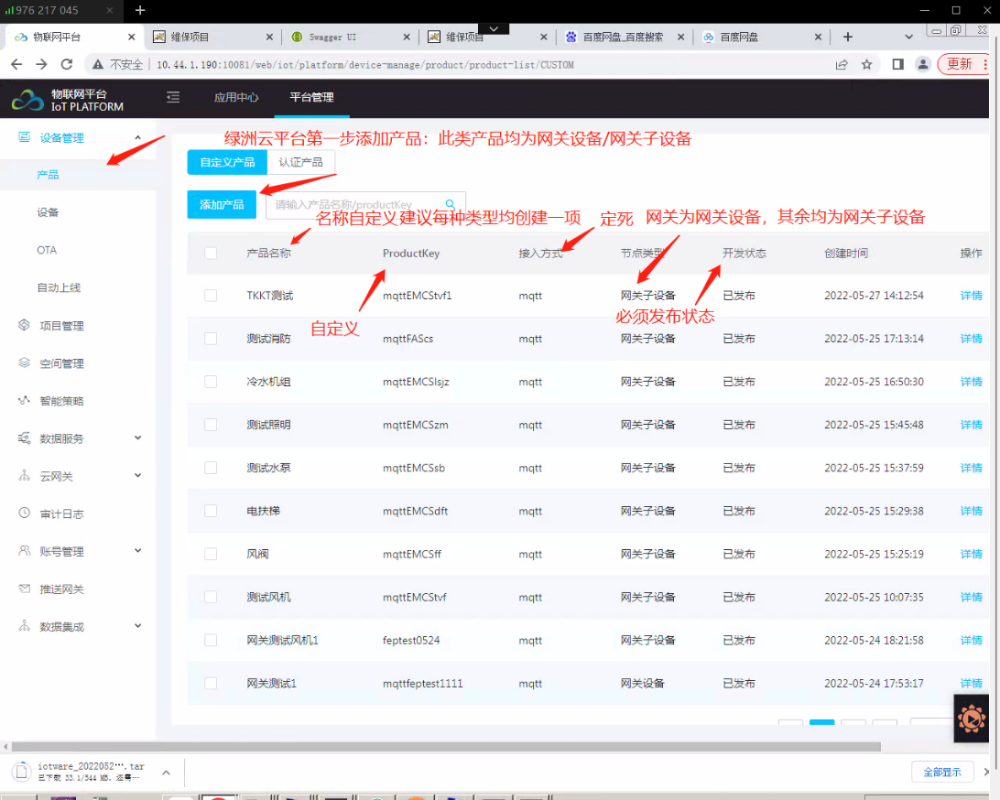 976 217 045
物联网平台
维保项目
Swagger UI
维保项目
百度网盘_百度搜索
百度网盘
不安全
10.44.1.190:10081/web/iot/platform/device-manage/product/product-list/CUSTOM
更新
物联网平台
IoT PLATFORM
应用中心
平台管理
设备管理
产品
设备
OTA
自动上线
项目管理
空间管理
智能策略
数据服务
云网关
审计日志
账号管理
推送网关
数据集成
绿洲云平台第一步添加产品：此类产品均为网关设备/网关子设备
自定义产品
认证产品
添加产品
请输入产品名称/productKey
名称自定义建议每种类型均创建一项
定死
网关为网关设备，其余均为网关子设备
产品名称 ProductKey 接入方式 节点类型 开发状态 创建时间 操作
TKKT测试 mqttEMCStvf1 mqtt 网关子设备 已发布 2022-05-27 14:12:54 详情
必须发布状态
自定义
测试消防 mqttFAScs mqtt 网关子设备 已发布 2022-05-25 17:13:14 详情
冷水机组 mqttEMCSlsjz mqtt 网关子设备 已发布 2022-05-25 16:50:30 详情
测试照明 mqttEMCSzm mqtt 网关子设备 已发布 2022-05-25 15:45:48 详情
测试水泵 mqttEMCSsb mqtt 网关子设备 已发布 2022-05-25 15:37:59 详情
电扶梯 mqttEMCSdft mqtt 网关子设备 已发布 2022-05-25 15:29:38 详情
风阀 mqttEMCSff mqtt 网关子设备 已发布 2022-05-25 15:25:19 详情
测试风机 mqttEMCStvf mqtt 网关子设备 已发布 2022-05-25 10:07:35 详情
网关测试风机1 feptest0524 mqtt 网关子设备 已发布 2022-05-24 18:21:58 详情
网关测试1 mqttfeptest1111 mqtt 网关设备 已发布 2022-05-24 17:53:17 详情
iotware_2022052….tar
已下载 33.1/344 MB，还需…
全部显示